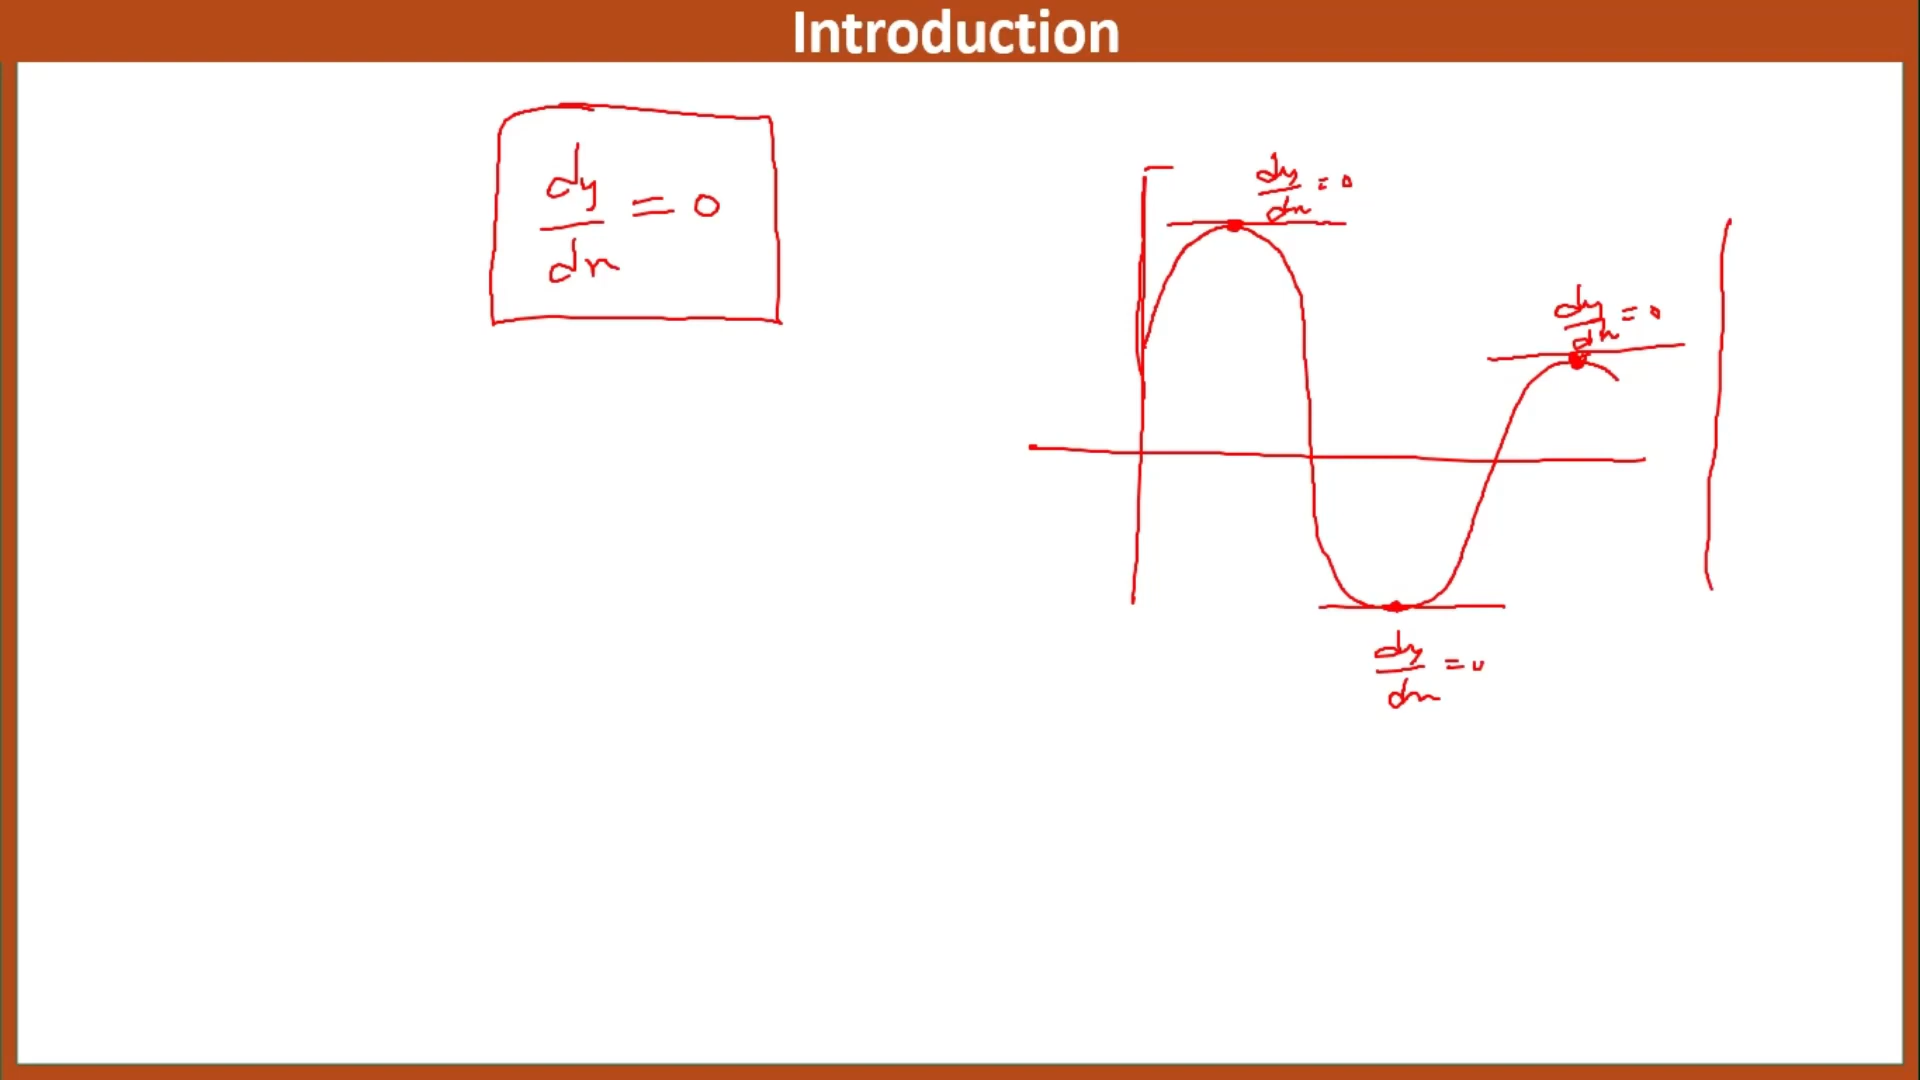 Introduction
dy/dx = 0
dy/dx = 0
dy/dx = 0
dy/dx = 0